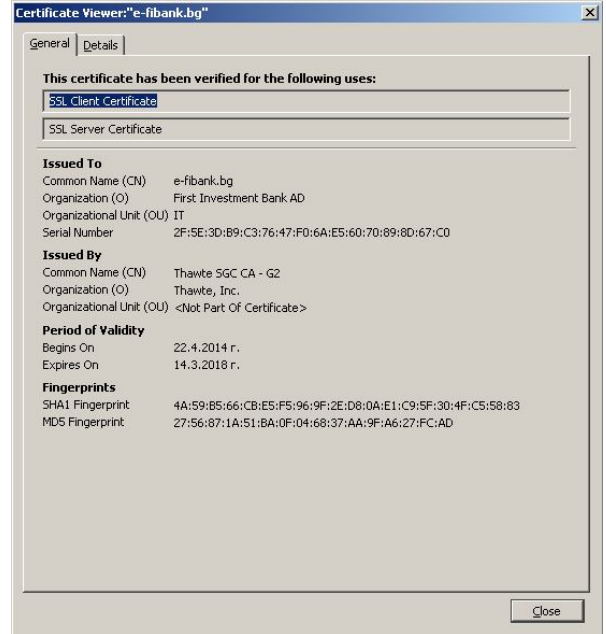 Certificate Viewer:"e-fibank.bg"
General Details
This certificate has been verified for the following uses:
SSL Client Certificate
SSL Server Certificate
Issued To
Common Name (CN) e-fibank.bg
Organization (O) First Investment Bank AD
Organizational Unit (OU) IT
Serial Number 2F:5E:3D:B9:C3:76:47:F0:6A:E5:60:70:89:8D:67:C0
Issued By
Common Name (CN) Thawte SGC CA - G2
Organization (O) Thawte, Inc.
Organizational Unit (OU) <Not Part Of Certificate>
Period of Validity
Begins On 22.4.2014 г.
Expires On 14.3.2018 г.
Fingerprints
SHA1 Fingerprint 4A:59:B5:66:CB:E5:F5:96:9F:2E:D8:0A:E1:C9:5F:30:4F:C5:58:83
MD5 Fingerprint 27:56:87:1A:51:BA:0F:04:68:37:AA:9F:A6:27:FC:AD
Close